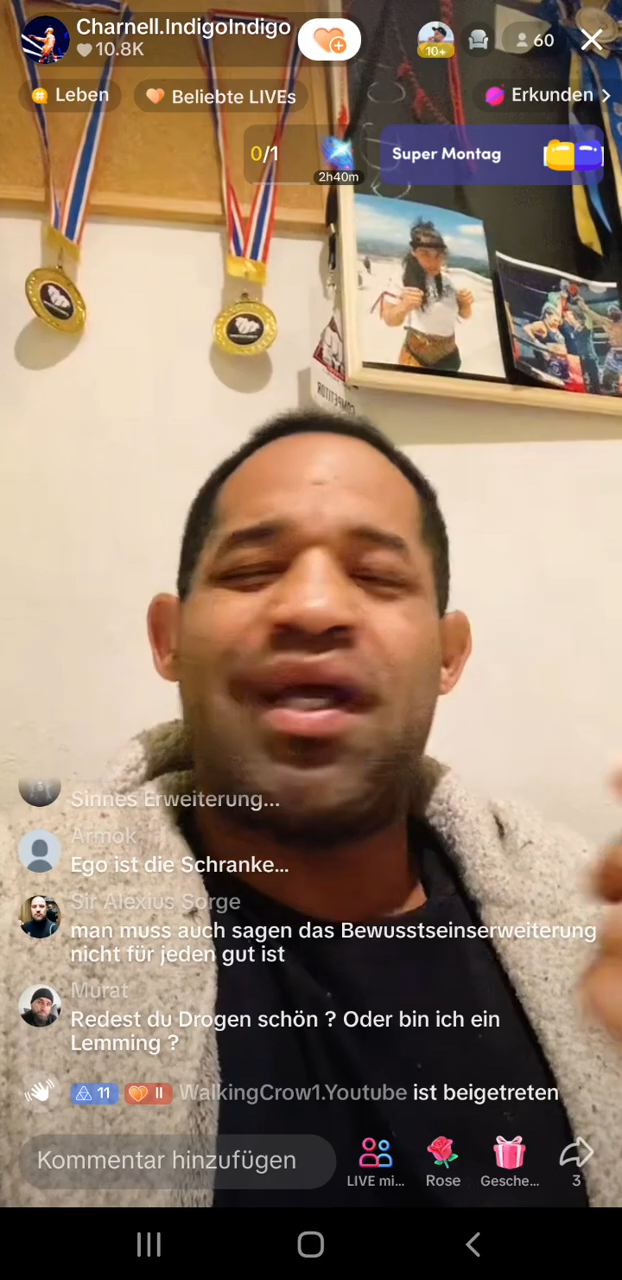 Charnell.IndigoIndigo
10.8K
10+
60
Leben
Beliebte LIVEs
Erkunden
0/1
2h40m
Super Montag
COMPETITOR
Sinnes Erweiterung...
Armok
Ego ist die Schranke...
Sir Alexius Sorge
man muss auch sagen das Bewusstseinserweiterung
nicht für jeden gut ist
Murat
Redest du Drogen schön ? Oder bin ich ein
Lemming ?
11 II WalkingCrow1.Youtube ist beigetreten
Kommentar hinzufügen
LIVE mi...
Rose
Gesche...
3